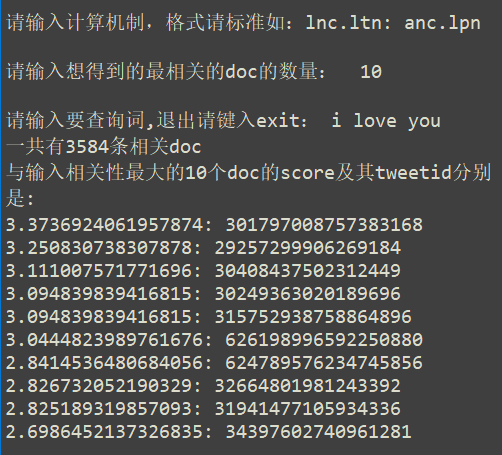 请输入计算机制，格式请标准如：lnc.ltn: anc.lpn
请输入想得到的最相关的doc的数量： 10
请输入要查询词,退出请键入exit： i love you
一共有3584条相关doc
与输入相关性最大的10个doc的score及其tweetid分别
是:
3.3736924061957874: 301797008757383168
3.250830738307878: 29257299906269184
3.111007571771696: 30408437502312449
3.094839839416815: 30249363020189696
3.094839839416815: 315752938758864896
3.0444823989761676: 626198996592250880
2.8414536480684056: 624789576234745856
2.826732052190329: 32664801981243392
2.825189319857093: 31941477105934336
2.6986452137326835: 34397602740961281